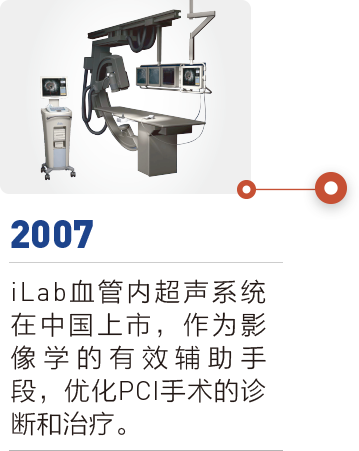 2007
iLab血管内超声系统
在中国上市，作为影
像学的有效辅助手
段，优化PCI手术的诊
断和治疗。